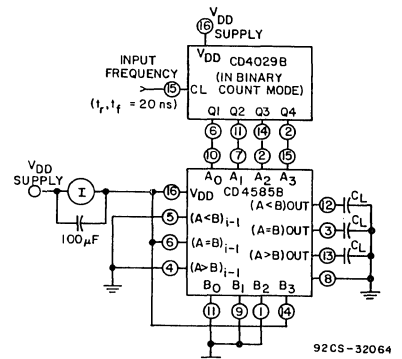 16 VDD
SUPPLY
VDD
CD4029B
(IN BINARY
COUNT MODE)
INPUT
FREQUENCY
15 CL
(tr, tf = 20 ns)
Q1 Q2 Q3 Q4
6 11 14 2
10 7 2 15
A0 A1 A2 A3
VDD
SUPPLY
I
100µF
16 VDD
CD4585B
(A<B)OUT 12 CL
5 (A<B)i-1
6 (A=B)i-1
(A=B)OUT 3 CL
4 (A>B)i-1
(A>B)OUT 13 CL
8
B0 B1 B2 B3
11 9 1 14
92CS-32064